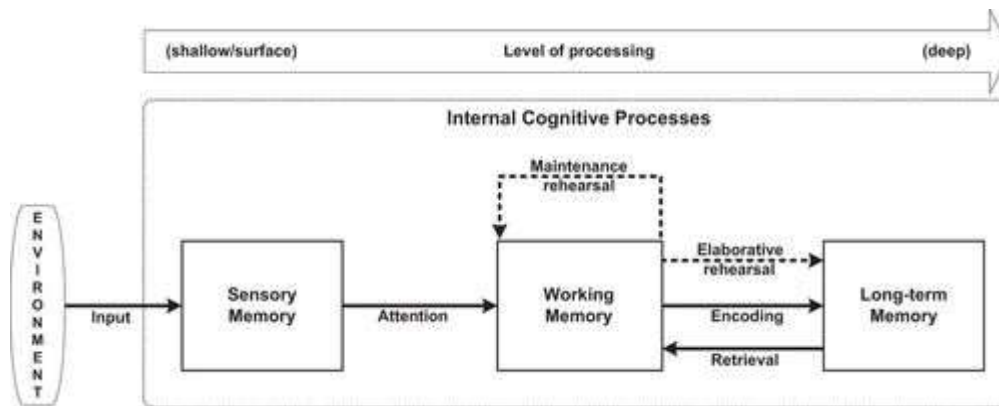 (shallow/surface) Level of processing (deep)
Internal Cognitive Processes
Maintenance
rehearsal
ENVIRONMENT
Input
Sensory
Memory
Attention
Working
Memory
Elaborative
rehearsal
Encoding
Retrieval
Long-term
Memory